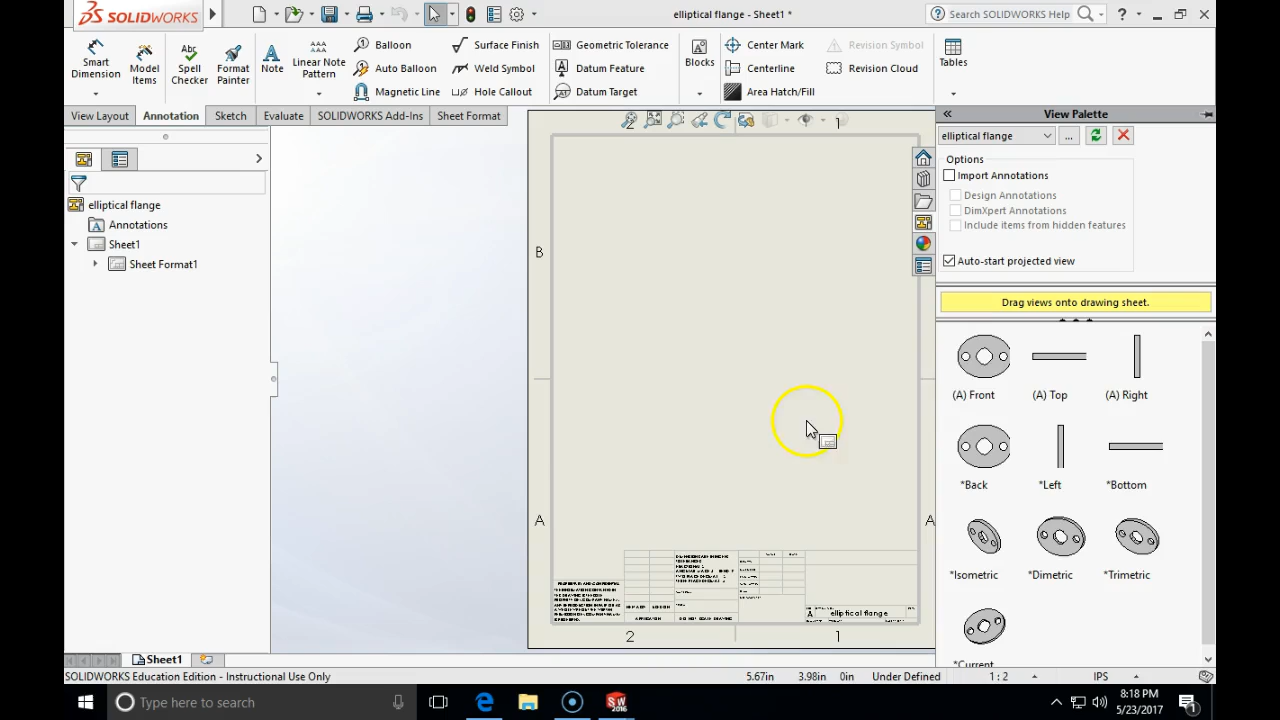 SOLIDWORKS
elliptical flange - Sheet1 *
Search SOLIDWORKS Help
?
Smart Dimension
Model Items
Spell Checker
Format Painter
Note
Linear Note Pattern
Balloon
Auto Balloon
Magnetic Line
Surface Finish
Weld Symbol
Hole Callout
Geometric Tolerance
Datum Feature
Datum Target
Blocks
Center Mark
Centerline
Area Hatch/Fill
Revision Symbol
Revision Cloud
Tables
View Layout
Annotation
Sketch
Evaluate
SOLIDWORKS Add-Ins
Sheet Format
elliptical flange
Annotations
Sheet1
Sheet Format1
1
B
A
A
elliptical flange
A
2
1
View Palette
elliptical flange
...
Options
Import Annotations
Design Annotations
DimXpert Annotations
Include items from hidden features
Auto-start projected view
Drag views onto drawing sheet.
(A) Front
(A) Top
(A) Right
*Back
*Left
*Bottom
*Isometric
*Dimetric
*Trimetric
*Current
Sheet1
SOLIDWORKS Education Edition - Instructional Use Only
5.67in
3.98in
0in
Under Defined
1 : 2
IPS
Type here to search
SW
2016
8:18 PM
5/23/2017
1